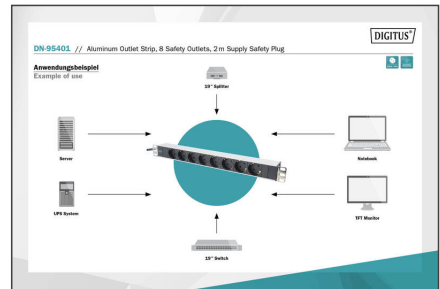 DIGITUS®
DN-95401 // Aluminum Outlet Strip, 8 Safety Outlets, 2m Supply Safety Plug
Anwendungsbeispiel
Example of use
19" Splitter
Server
Notebook
UPS System
TFT Monitor
19" Switch